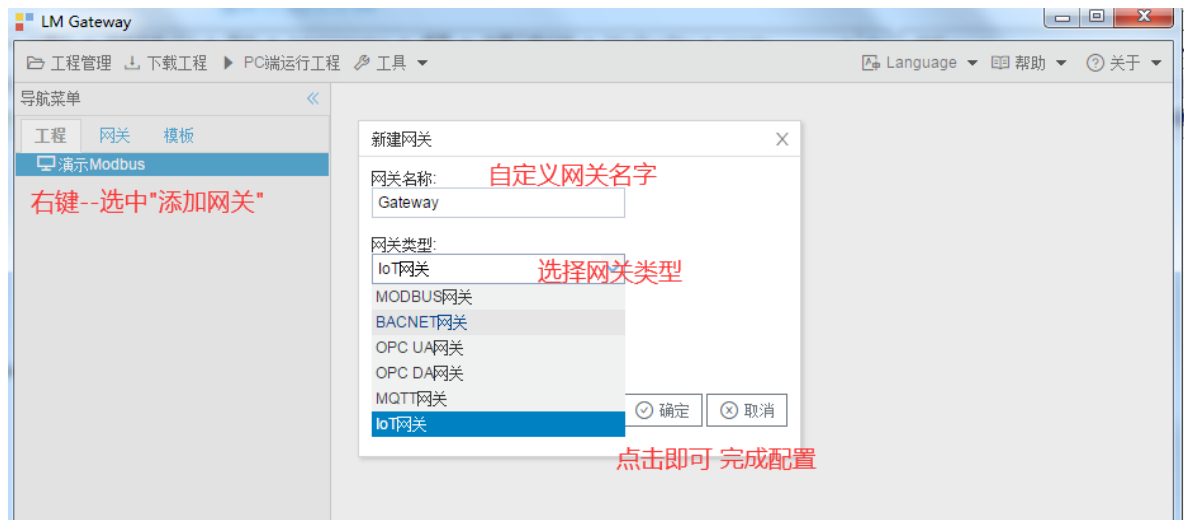 LM Gateway
工程管理 下载工程 PC端运行工程 工具 Language 帮助 关于
导航菜单
工程 网关 模板
演示Modbus
右键--选中"添加网关"
新建网关
网关名称:
自定义网关名字
Gateway
网关类型:
IoT网关
选择网关类型
MODBUS网关
BACNET网关
OPC UA网关
OPC DA网关
MQTT网关
IoT网关
确定 取消
点击即可 完成配置